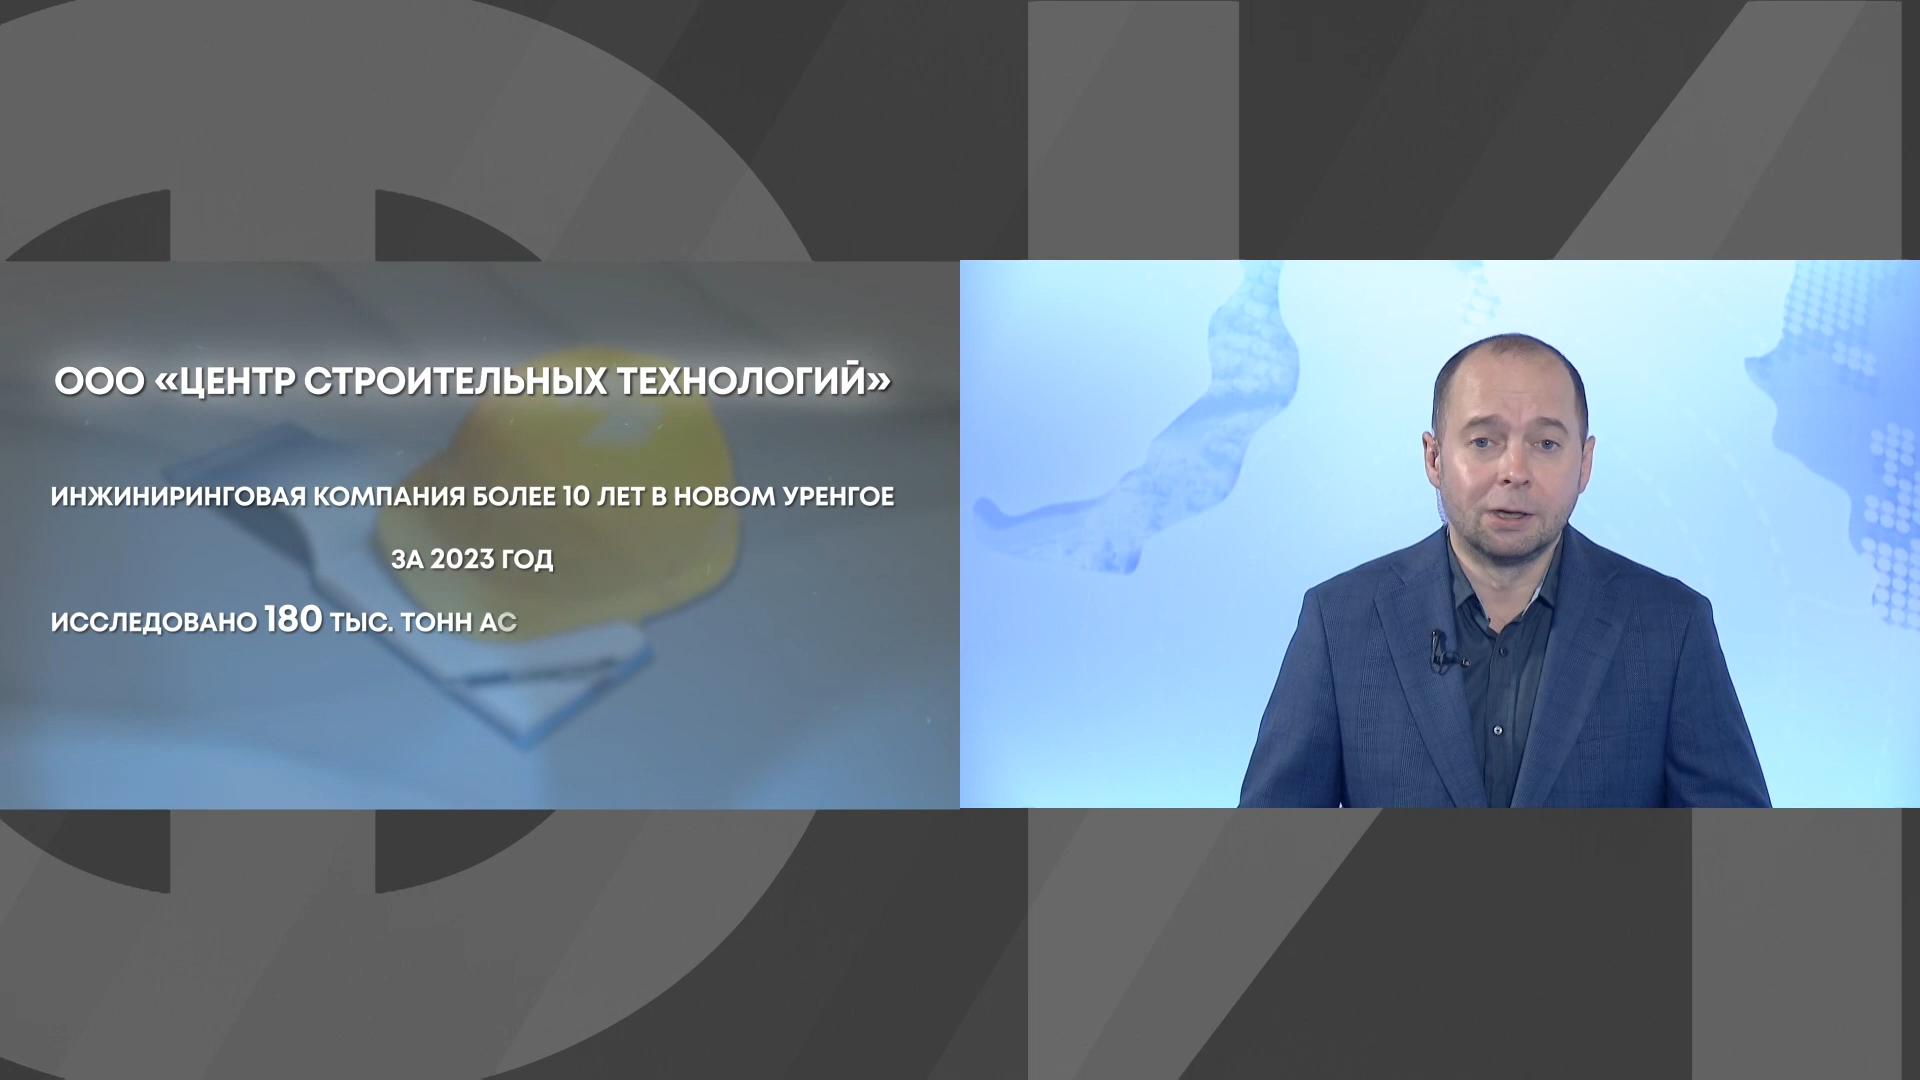 ООО «ЦЕНТР СТРОИТЕЛЬНЫХ ТЕХНОЛОГИЙ»
ИНЖИНИРИНГОВАЯ КОМПАНИЯ БОЛЕЕ 10 ЛЕТ В НОВОМ УРЕНГОЕ
ЗА 2023 ГОД
ИССЛЕДОВАНО 180 ТЫС. ТОНН АС